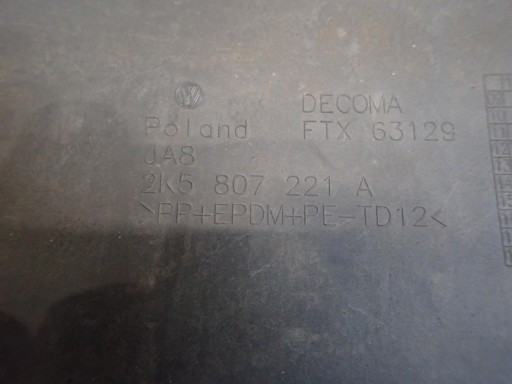 DECOMA
Poland FTX 63129
JA8
2K5 807 221 A
>PP+EPDM+PE-TD12<